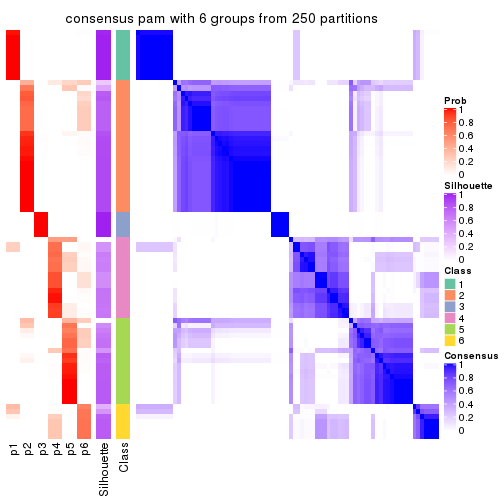 consensus pam with 6 groups from 250 partitions
Prob
1
0.8
0.6
0.4
0.2
0
Silhouette
1
0.8
0.6
0.4
0.2
0
Class
1
2
3
4
5
6
Consensus
1
0.8
0.6
0.4
0.2
0
p1
p2
p3
p4
p5
p6
Silhouette
Class